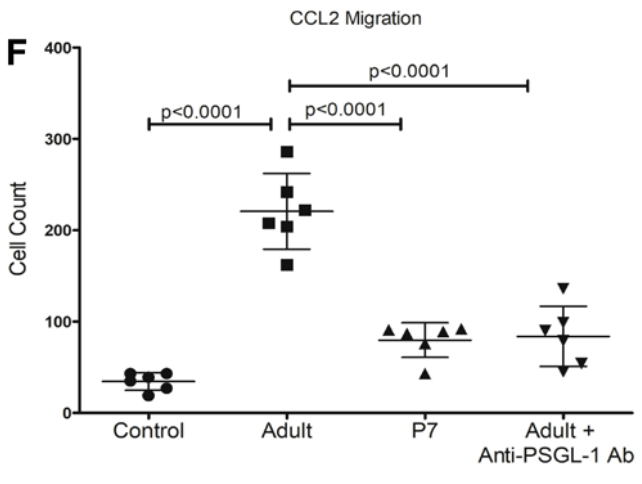 CCL2 Migration
F
400
300
200
100
0
Cell Count
p<0.0001
p<0.0001
p<0.0001
Control
Adult
P7
Adult +
Anti-PSGL-1 Ab